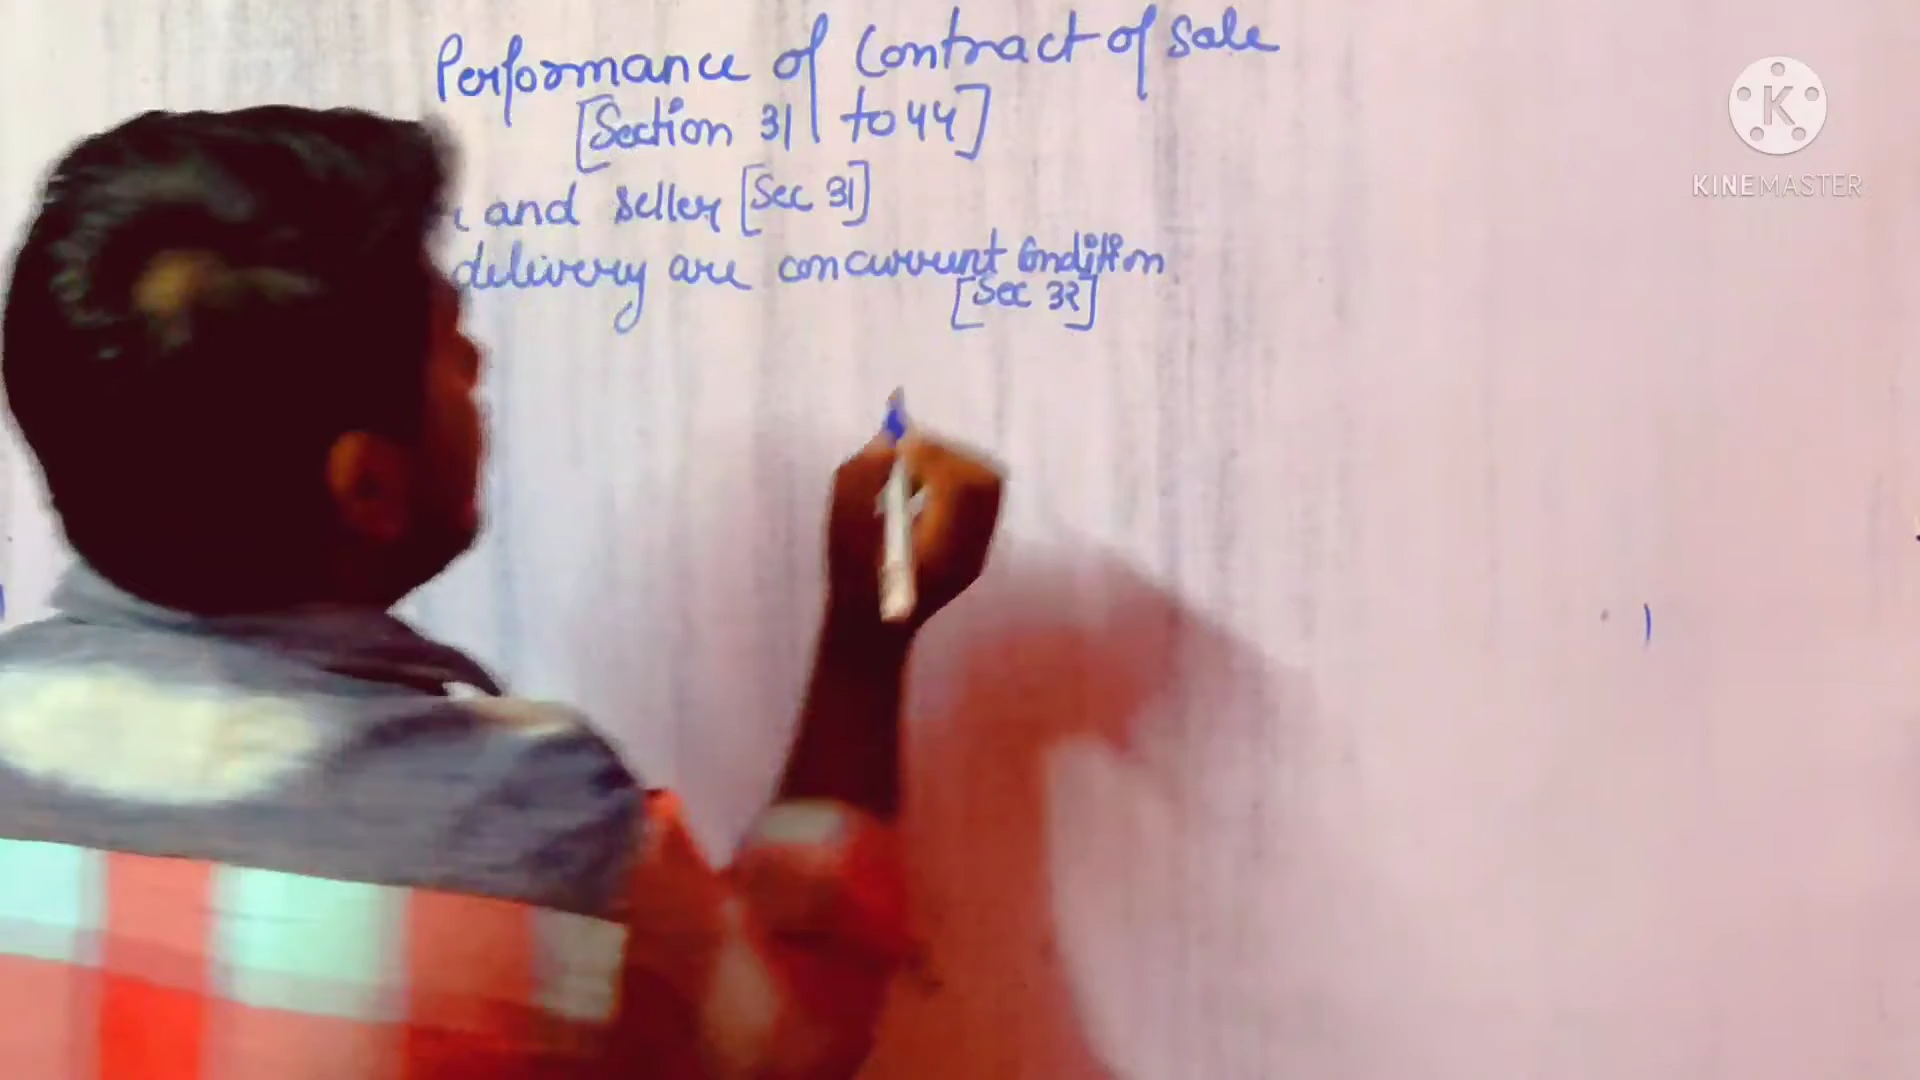 Performance of Contract of Sale
[Section 31 to 44]
and seller [Sec 31]
delivery are concurrent Condition
[Sec 32]
K
KINEMASTER